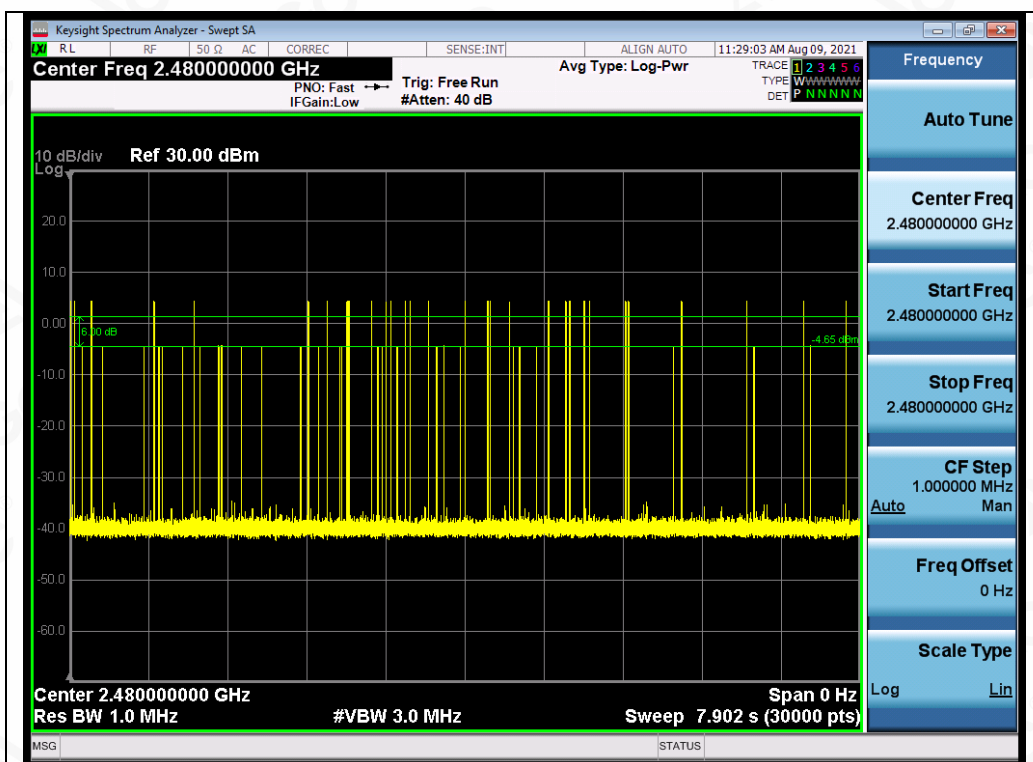 Keysight Spectrum Analyzer - Swept SA
RL RF 50 Ω AC CORREC SENSE:INT ALIGN AUTO 11:29:03 AM Aug 09, 2021
Center Freq 2.480000000 GHz
PNO: Fast
IFGain:Low
Trig: Free Run
#Atten: 40 dB
Avg Type: Log-Pwr
TRACE 1 2 3 4 5 6
TYPE WWWWWW
DET P N N N N N
10 dB/div Ref 30.00 dBm
Log
20.0
10.0
0.00
6.00 dB
-4.65 dBm
-10.0
-20.0
-30.0
-40.0
-50.0
-60.0
Center 2.480000000 GHz Span 0 Hz
Res BW 1.0 MHz #VBW 3.0 MHz Sweep 7.902 s (30000 pts)
MSG STATUS
Frequency
Auto Tune
Center Freq
2.480000000 GHz
Start Freq
2.480000000 GHz
Stop Freq
2.480000000 GHz
CF Step
1.000000 MHz
Auto Man
Freq Offset
0 Hz
Scale Type
Log Lin